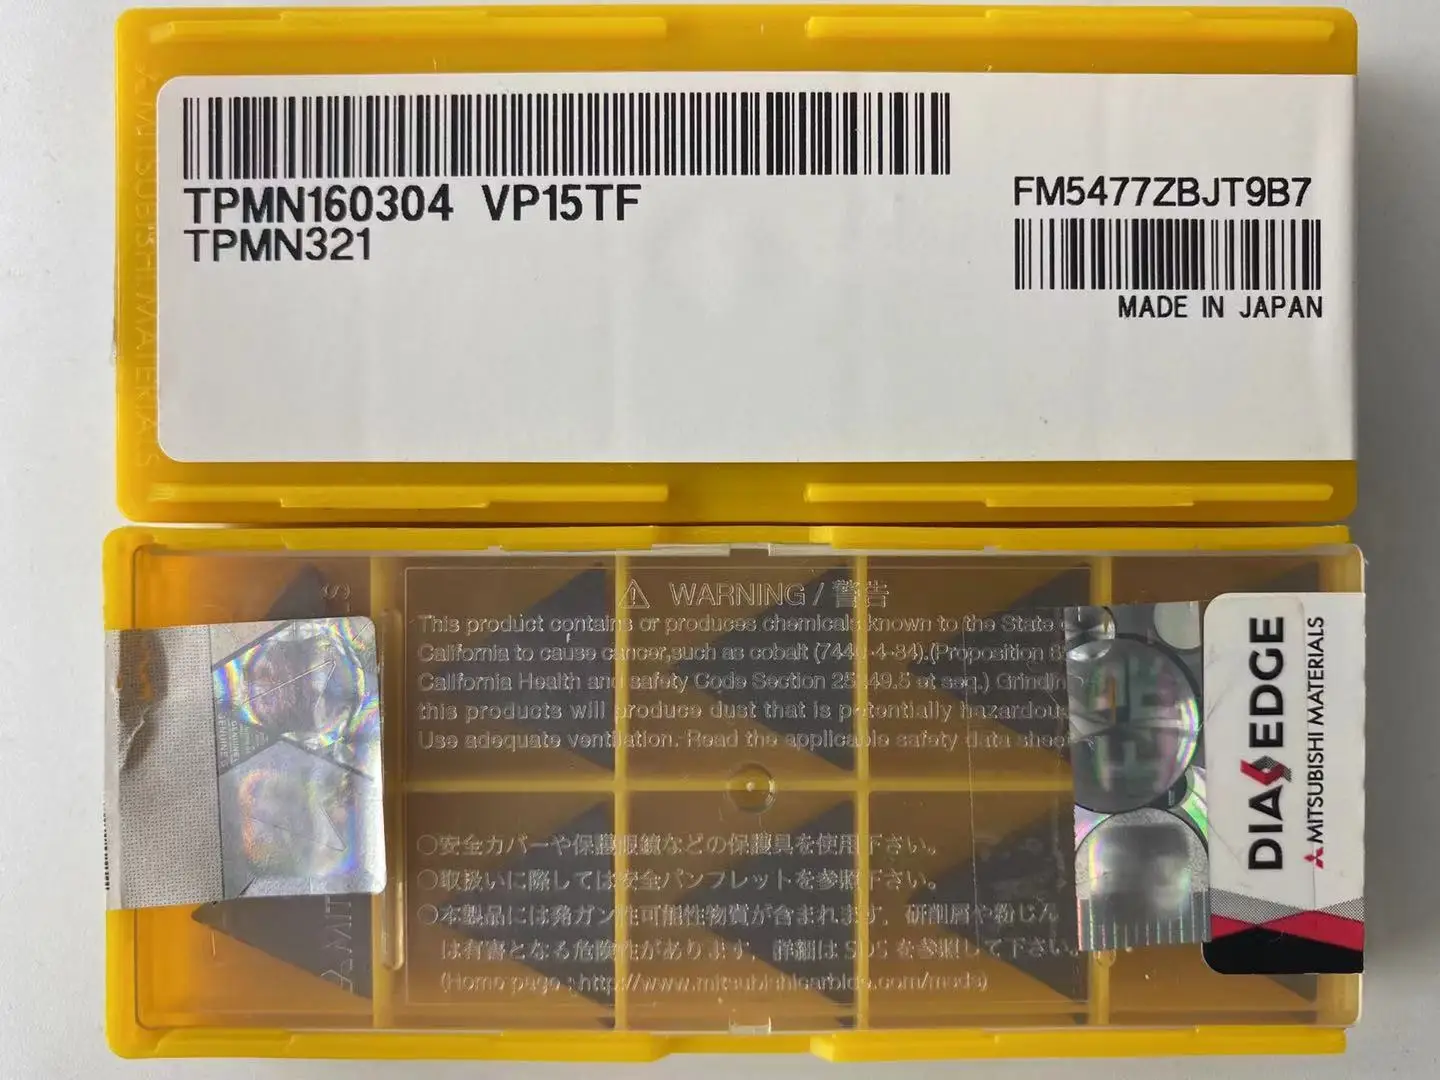 MITSUBISHI MATERIALS
TPMN160304 VP15TF
TPMN321
FM5477ZBJT9B7
MADE IN JAPAN
WARNING / 警告
This product contains or produces chemicals known to the State
California to cause cancer,such as cobalt (7440-4-84).(Proposition
California Health and safety Code Section 25249.5 et seq.) Grinding
this products will produce dust that is potentially hazardous
Use adequate ventilation. Read the applicable safety data sheet
○安全カバーや保護眼鏡などの保護具を使用下さい。
○取扱いに際しては安全パンフレットを参照下さい。
○本製品には発ガン性可能性物質が含まれます。研削屑や粉じん
は有害となる危険性があります。詳細はSDSを参照して下さい。
(Home page :http://www.mitsubishicarbide.com/msds)
DIAEDGE
MITSUBISHI MATERIALS